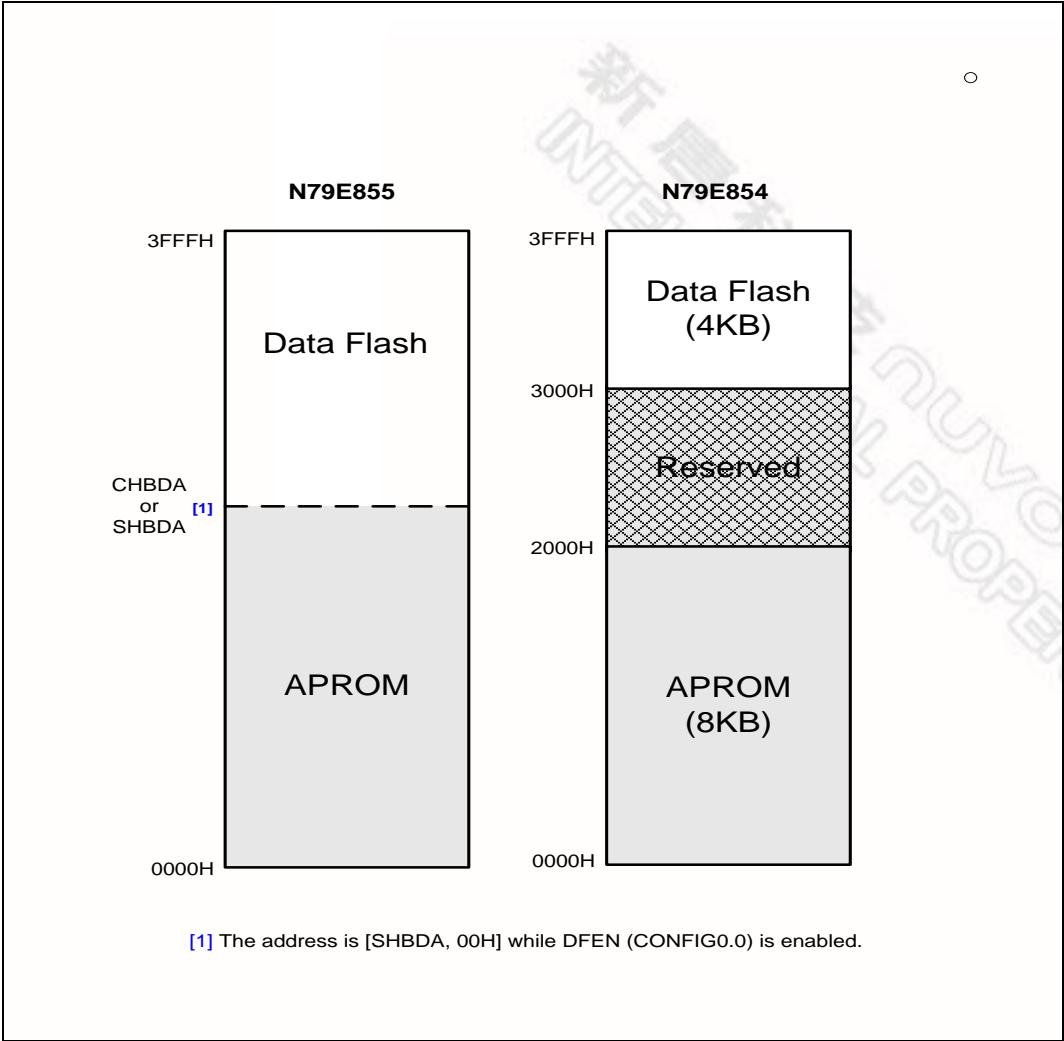 N79E855
3FFFH
Data Flash
CHBDA
or
SHBDA
[1]
APROM
0000H
N79E854
3FFFH
Data Flash
(4KB)
3000H
Reserved
2000H
APROM
(8KB)
0000H
[1] The address is [SHBDA, 00H] while DFEN (CONFIG0.0) is enabled.